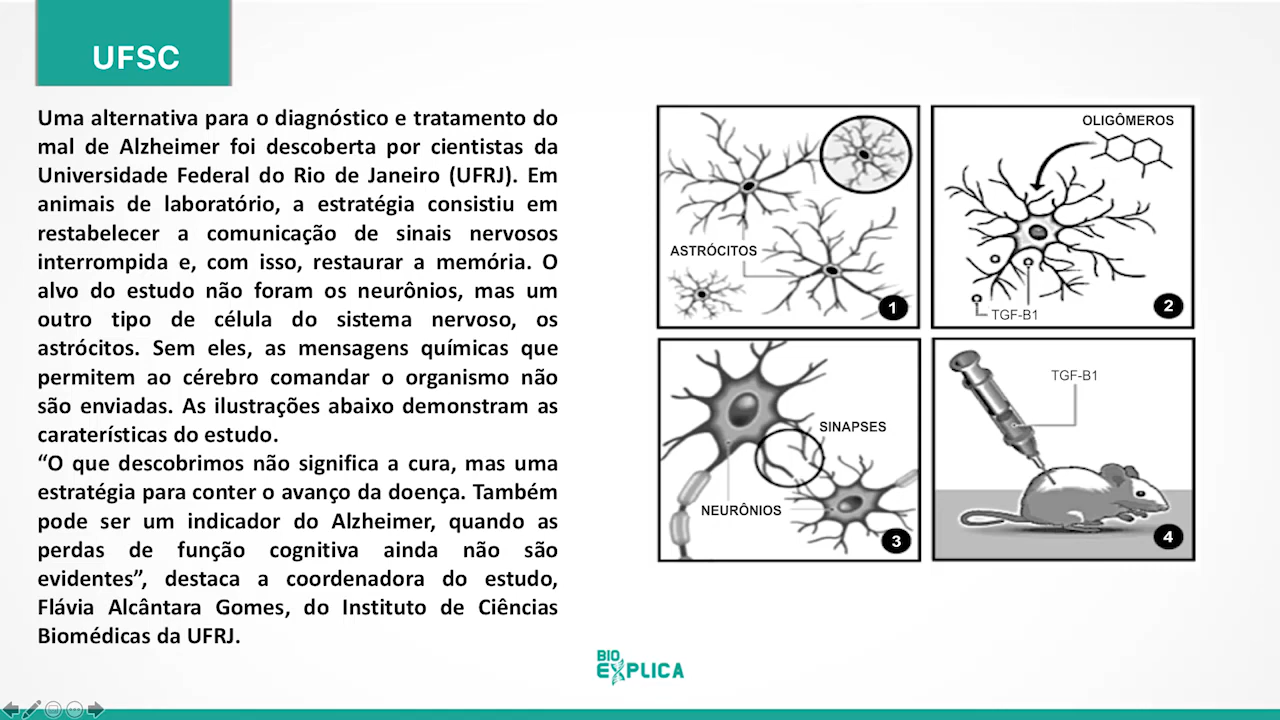 UFSC
Uma alternativa para o diagnóstico e tratamento do
mal de Alzheimer foi descoberta por cientistas da
Universidade Federal do Rio de Janeiro (UFRJ). Em
animais de laboratório, a estratégia consistiu em
restabelecer a comunicação de sinais nervosos
interrompida e, com isso, restaurar a memória. O
alvo do estudo não foram os neurônios, mas um
outro tipo de célula do sistema nervoso, os
astrócitos. Sem eles, as mensagens químicas que
permitem ao cérebro comandar o organismo não
são enviadas. As ilustrações abaixo demonstram as
caraterísticas do estudo.
“O que descobrimos não significa a cura, mas uma
estratégia para conter o avanço da doença. Também
pode ser um indicador do Alzheimer, quando as
perdas de função cognitiva ainda não são
evidentes”, destaca a coordenadora do estudo,
Flávia Alcântara Gomes, do Instituto de Ciências
Biomédicas da UFRJ.
ASTRÓCITOS
1
OLIGÔMEROS
TGF-B1
2
SINAPSES
NEURÔNIOS
3
TGF-B1
4
BIO
EXPLICA